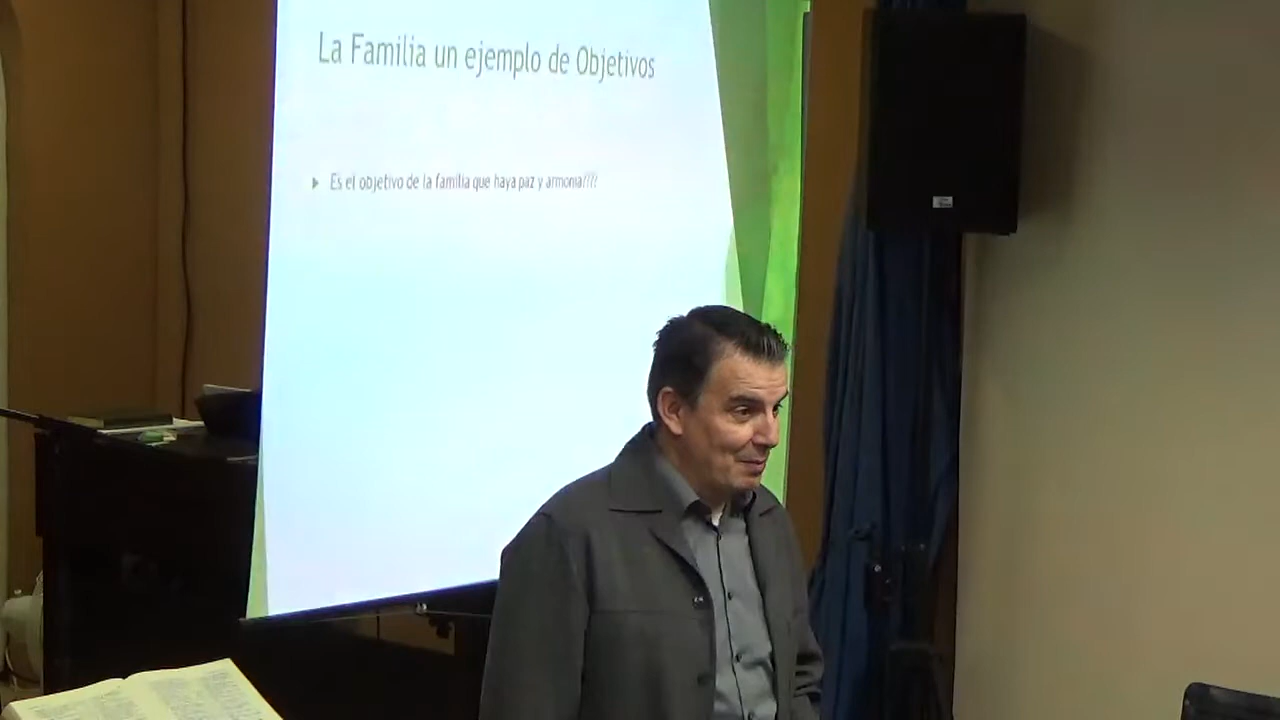 La Familia un ejemplo de Objetivos
Es el objetivo de la familia que haya paz y armonia????